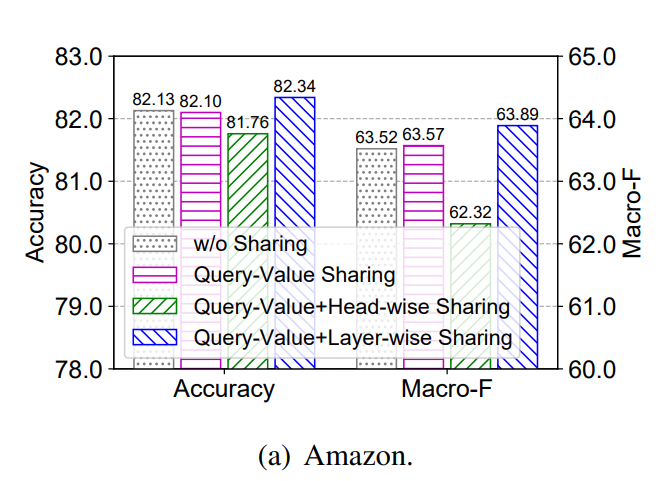 83.0
82.0
81.0
80.0
79.0
78.0
Accuracy
82.13 82.10 81.76 82.34
63.52 63.57 62.32 63.89
65.0
64.0
63.0
62.0
61.0
60.0
Macro-F
w/o Sharing
Query-Value Sharing
Query-Value+Head-wise Sharing
Query-Value+Layer-wise Sharing
Accuracy Macro-F
(a) Amazon.